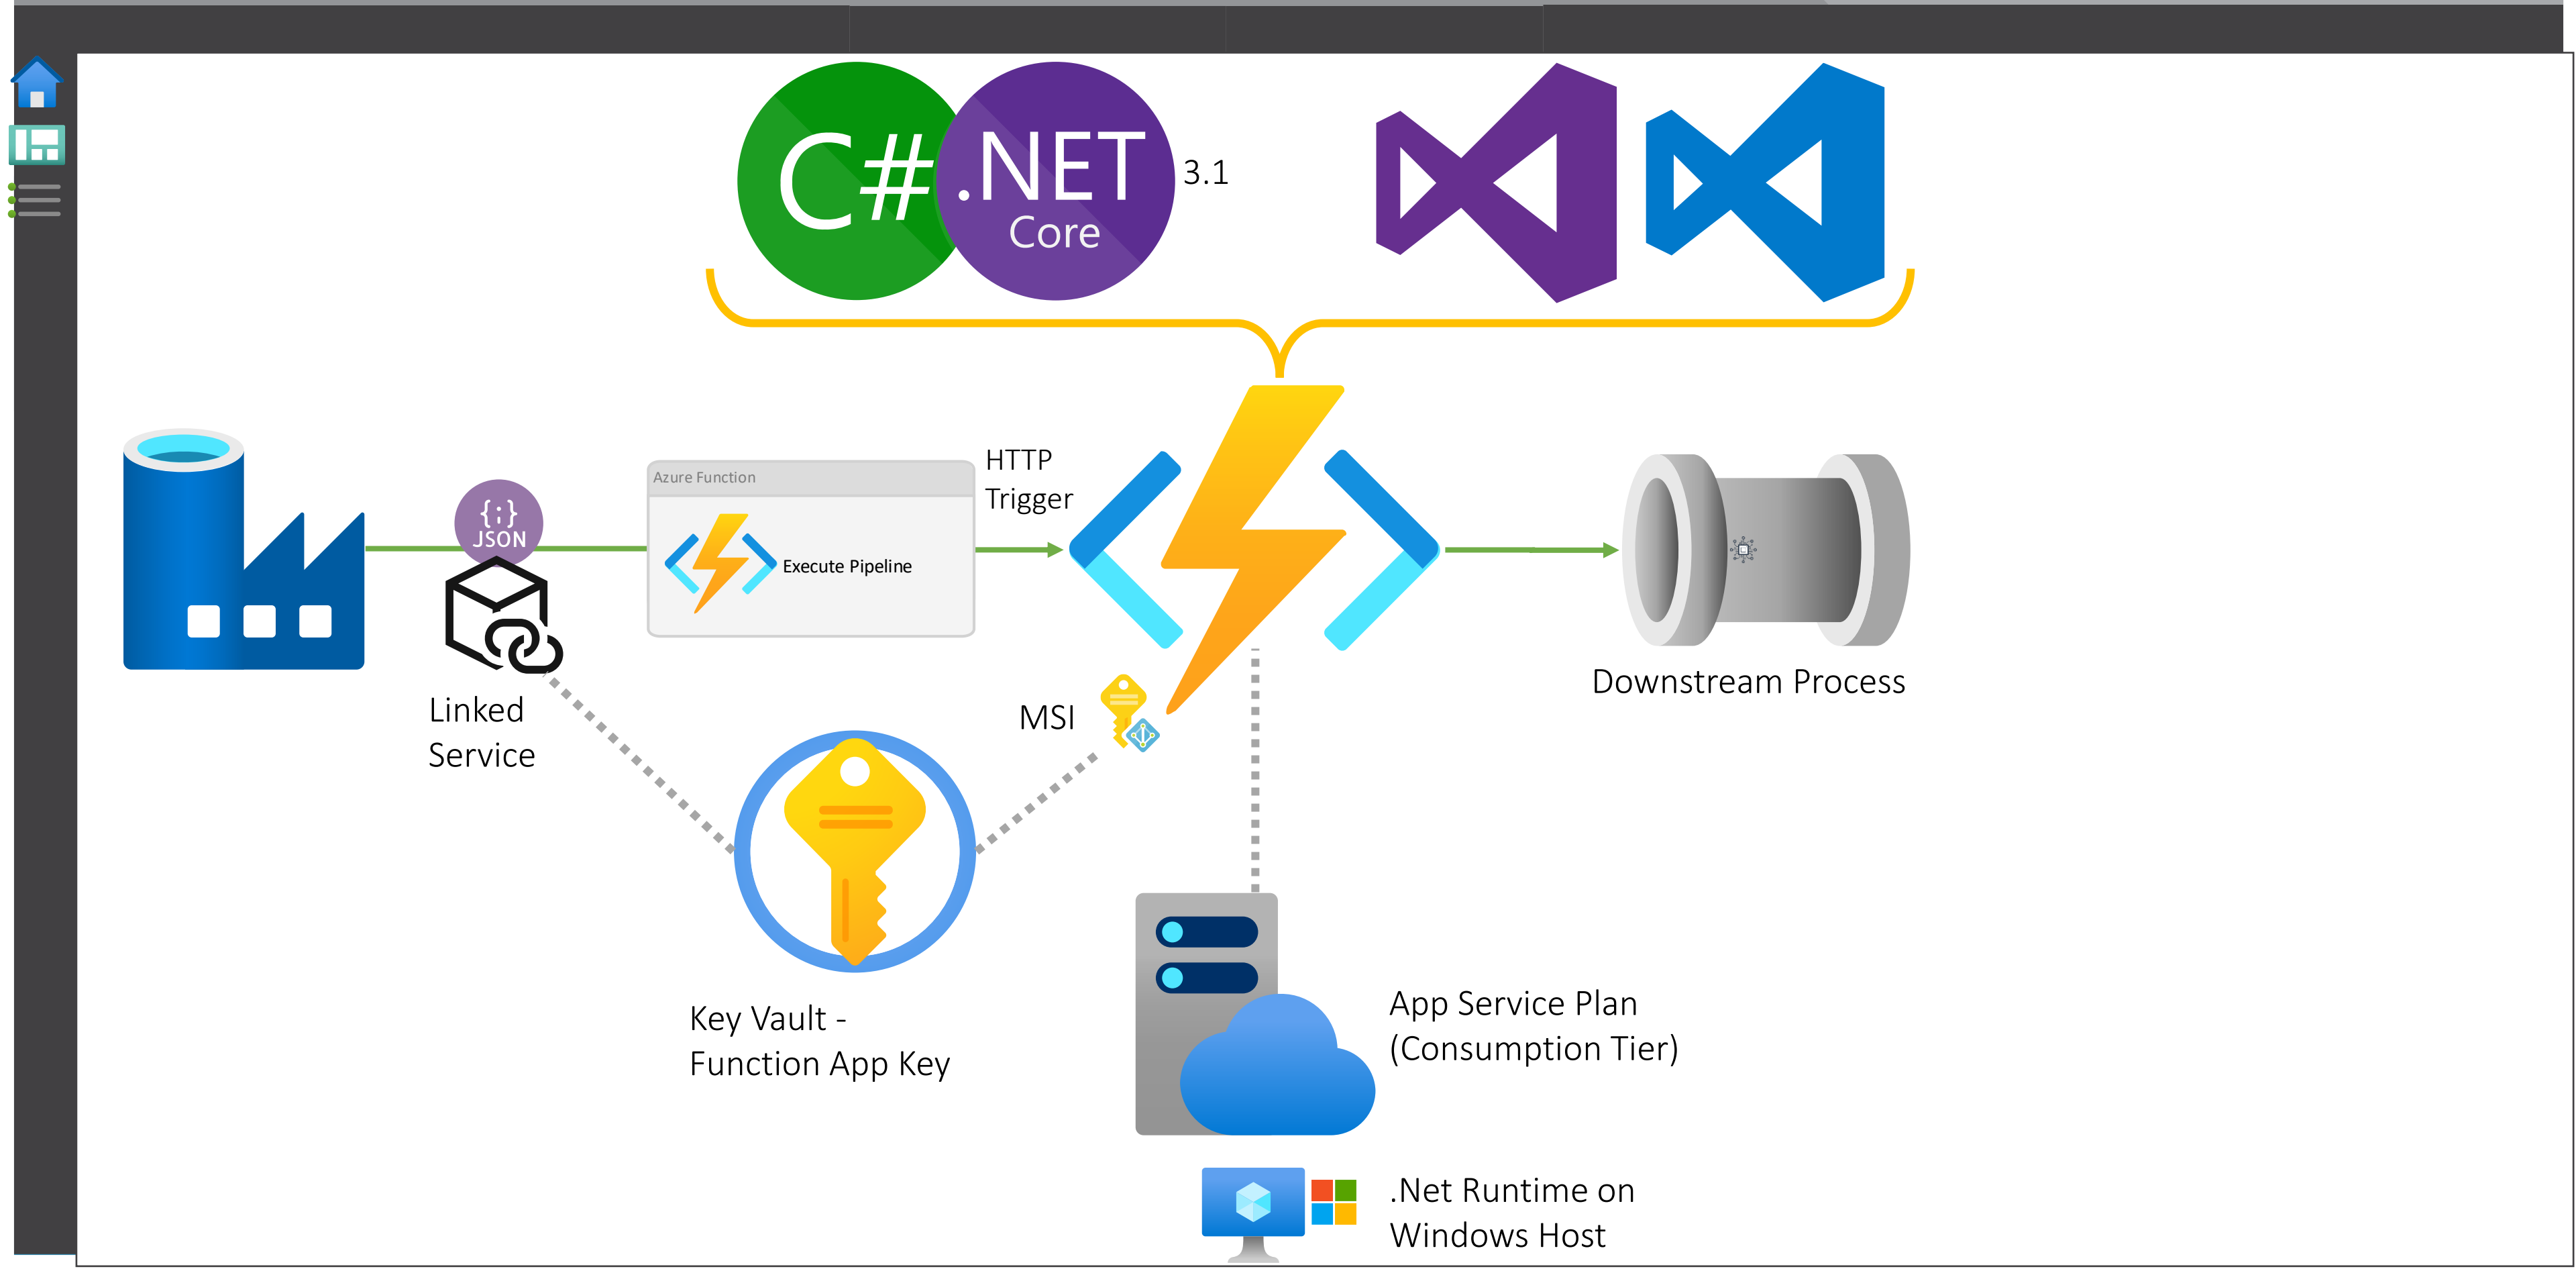 C#
.NET
Core
3.1
{;}
JSON
Azure Function
Execute Pipeline
HTTP
Trigger
Linked
Service
MSI
Downstream Process
Key Vault -
Function App Key
App Service Plan
(Consumption Tier)
.Net Runtime on
Windows Host